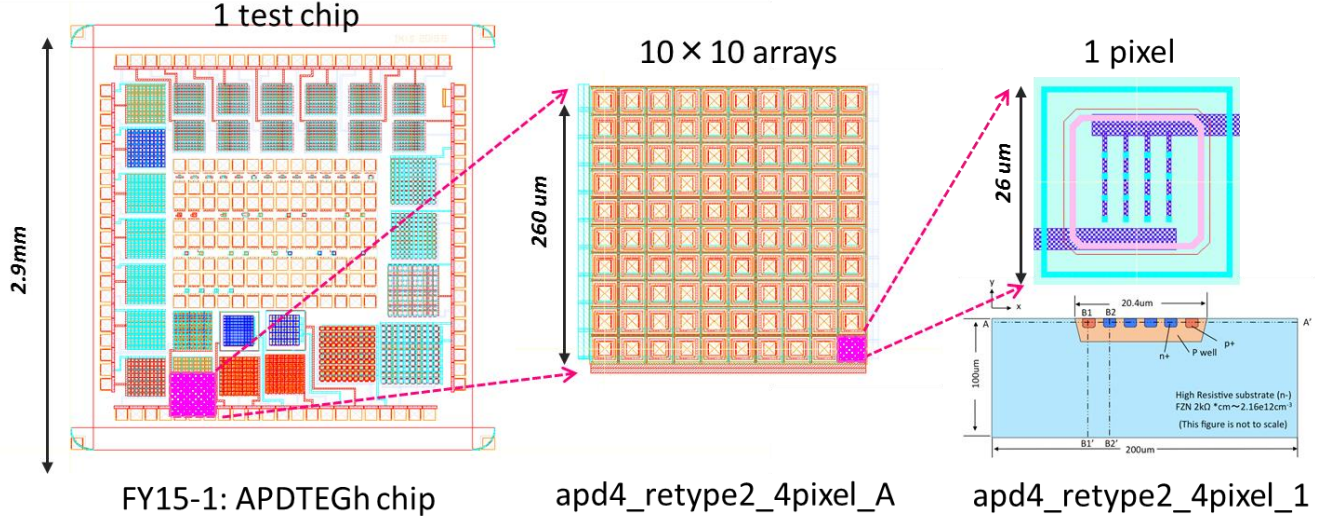 1 test chip
10 × 10 arrays
1 pixel
2.9mm
260 um
26 um
y
x
20.4um
A
B1
B2
A’
p+
P well
n+
100um
High Resistive substrate (n-)
FZN 2kΩ *cm～2.16e12cm⁻³
(This figure is not to scale)
B1’
B2’
200um
FY15-1: APDTEGh chip
apd4_retype2_4pixel_A
apd4_retype2_4pixel_1